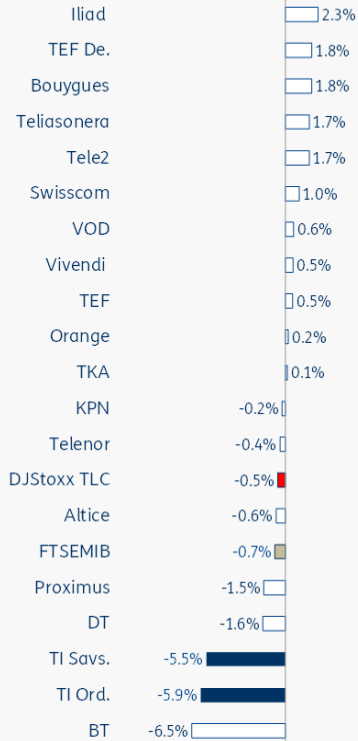 Iliad 2.3%
TEF De. 1.8%
Bouygues 1.8%
Teliasonera 1.7%
Tele2 1.7%
Swisscom 1.0%
VOD 0.6%
Vivendi 0.5%
TEF 0.5%
Orange 0.2%
TKA 0.1%
KPN -0.2%
Telenor -0.4%
DJStoxx TLC -0.5%
Altice -0.6%
FTSEMIB -0.7%
Proximus -1.5%
DT -1.6%
TI Savs. -5.5%
TI Ord. -5.9%
BT -6.5%